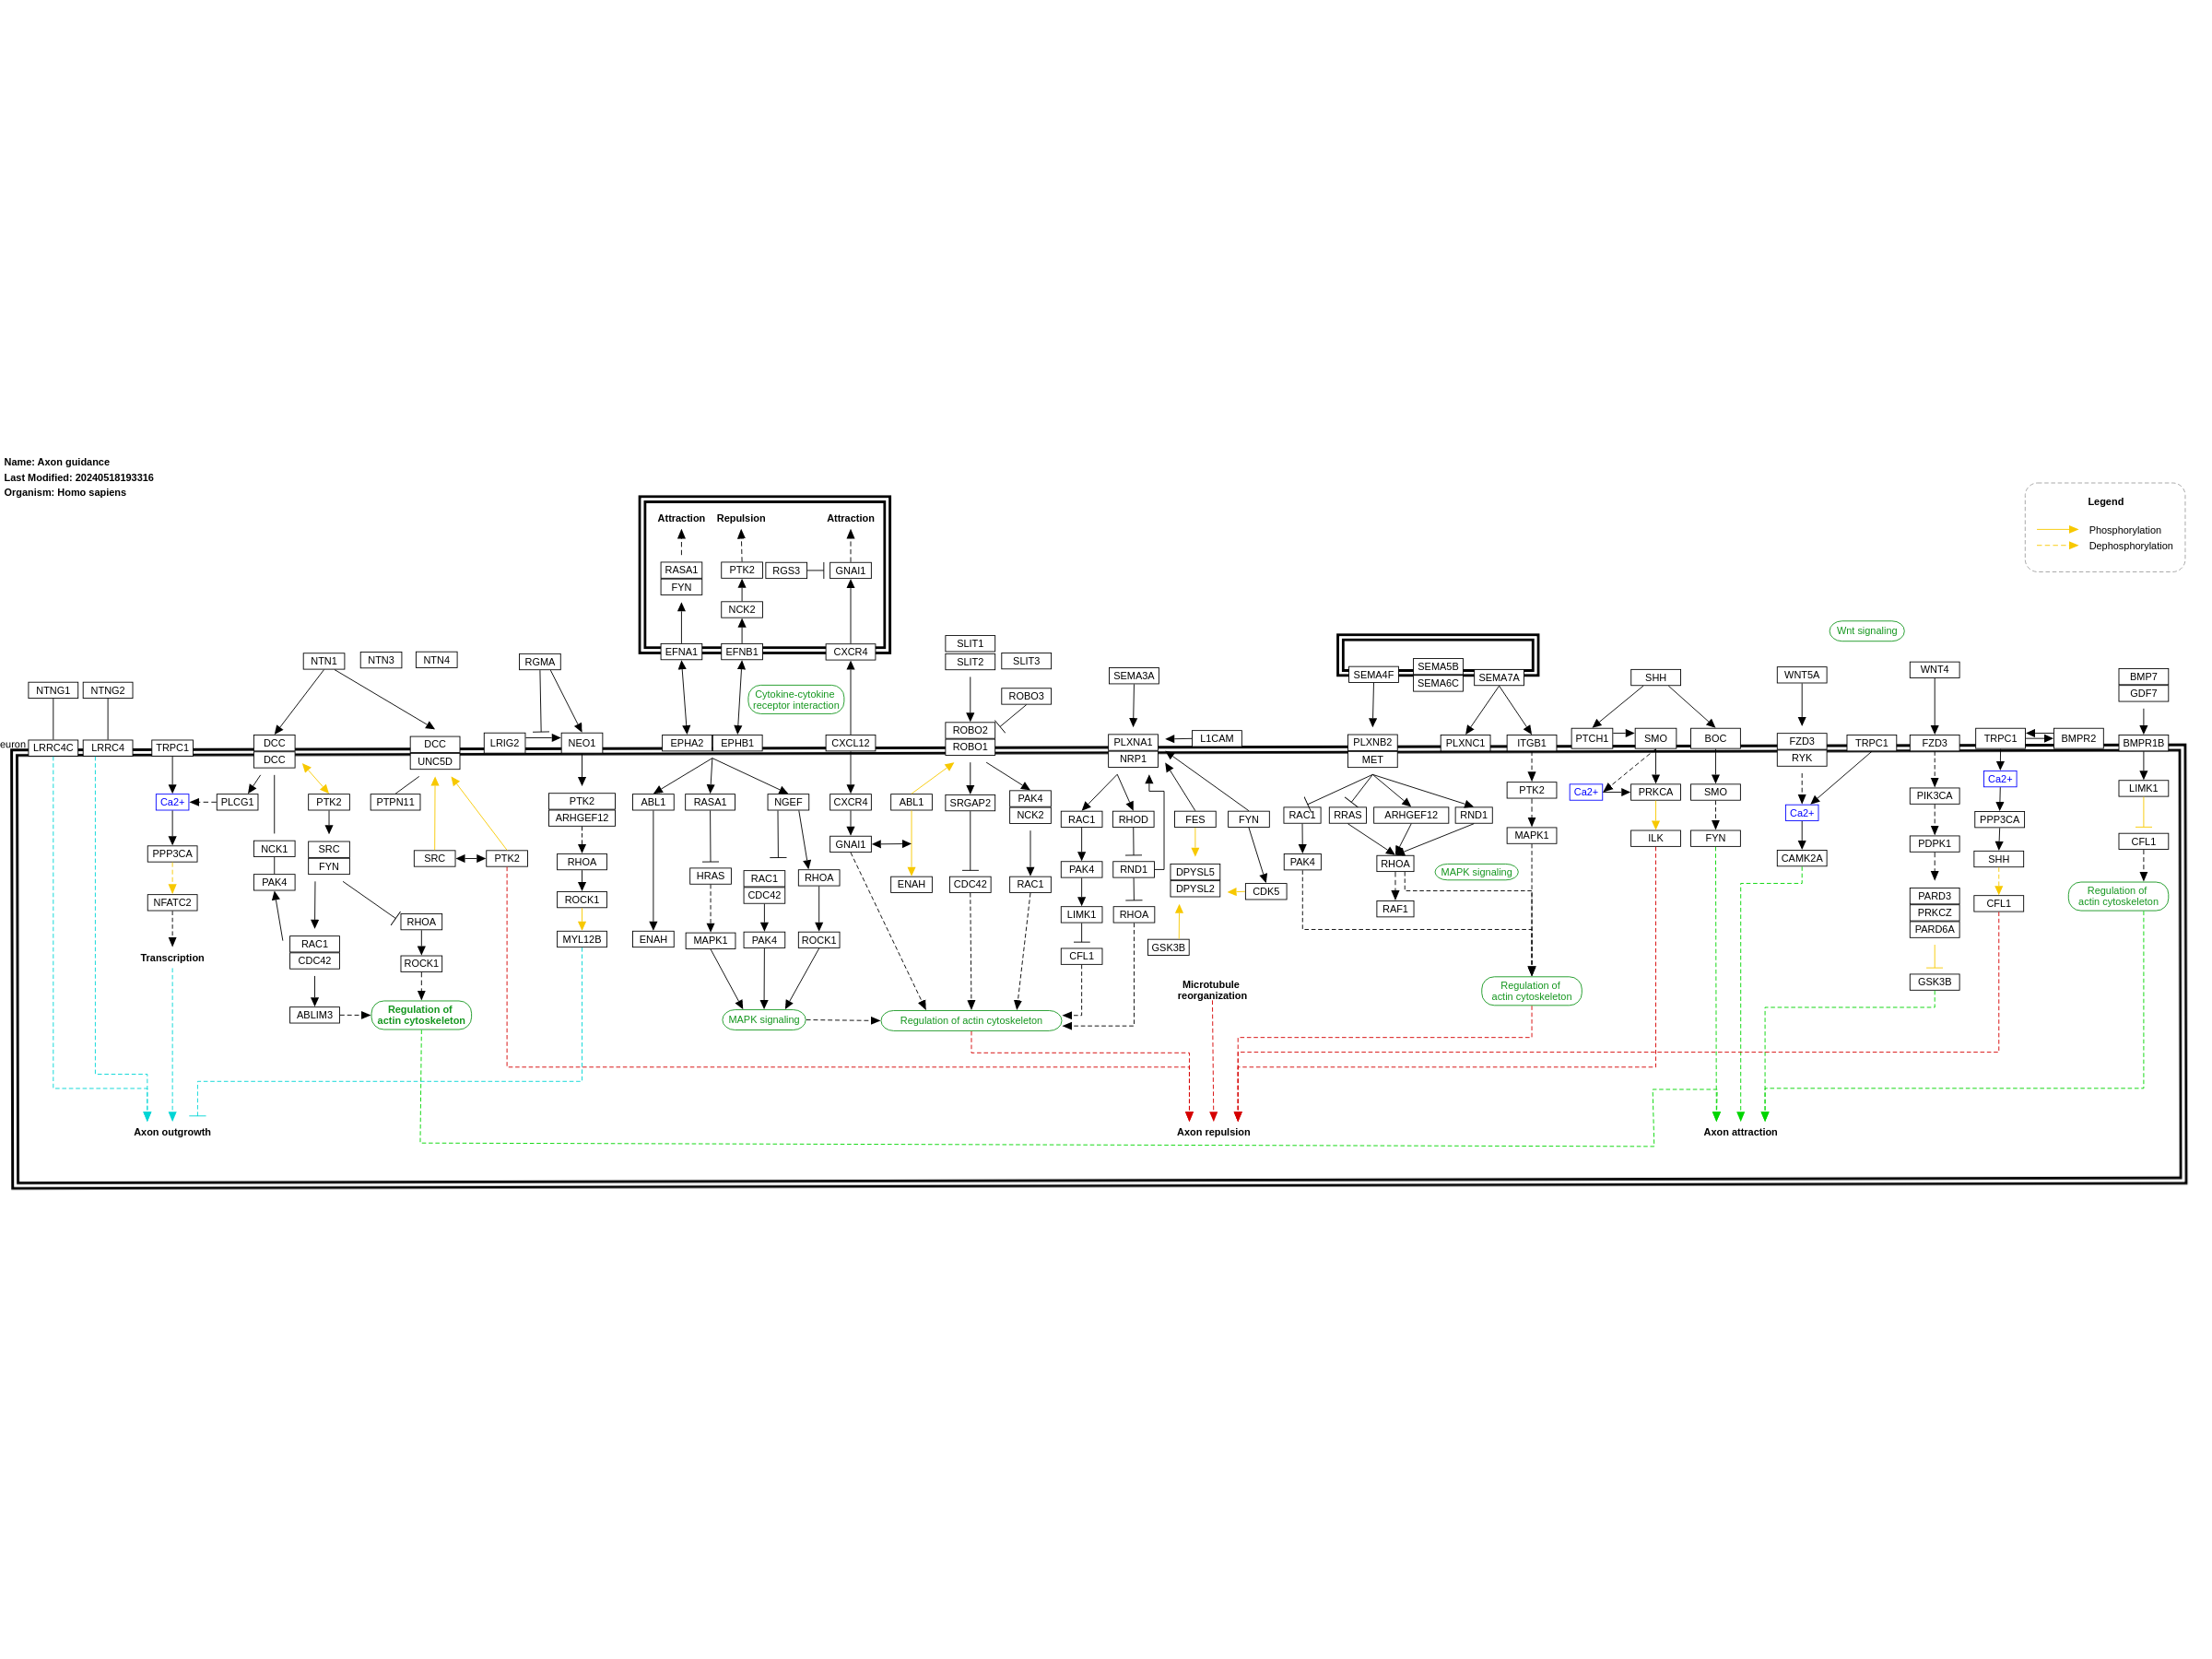 Name: Axon guidance
Last Modified: 20240518193316
Organism: Homo sapiens
Legend
Phosphorylation
Dephosphorylation
Attraction Repulsion Attraction
RASA1 PTK2 RGS3 GNAI1
FYN
NCK2
EFNA1 EFNB1 CXCR4
Wnt signaling
SLIT1
SLIT2 SLIT3
NTN1 NTN3 NTN4 RGMA
SEMA3A
SEMA4F SEMA5B SEMA7A
SEMA6C
SHH WNT5A WNT4
BMP7
GDF7
NTNG1 NTNG2
Cytokine-cytokine
receptor interaction
ROBO3
euron
LRRC4C LRRC4 TRPC1
DCC
DCC
DCC
UNC5D
LRIG2 NEO1
EPHA2 EPHB1 CXCL12
ROBO2
ROBO1
PLXNA1
NRP1
L1CAM
PLXNB2
MET
PLXNC1 ITGB1
PTCH1 SMO BOC
FZD3
RYK
TRPC1 FZD3 TRPC1 BMPR2 BMPR1B
Ca2+ PLCG1 PTK2 PTPN11
PTK2
ARHGEF12
ABL1 RASA1 NGEF CXCR4 ABL1 SRGAP2
PAK4
NCK2
RAC1 RHOD FES FYN
RAC1 RRAS ARHGEF12 RND1
PTK2 Ca2+ PRKCA SMO
Ca2+ PIK3CA Ca2+ LIMK1
PPP3CA NCK1
SRC
FYN
SRC PTK2
RHOA
GNAI1
MAPK1 ILK FYN
CAMK2A PDPK1 PPP3CA CFL1
SHH
PAK4
HRAS
RAC1
CDC42
RHOA
ENAH CDC42 RAC1
PAK4 RND1
DPYSL5
DPYSL2
CDK5
PAK4 RHOA
MAPK signaling
RAF1
Regulation of
actin cytoskeleton
NFATC2
ROCK1
PARD3
PRKCZ
PARD6A
CFL1
LIMK1 RHOA
RHOA
RAC1
CDC42
MYL12B
ENAH MAPK1 PAK4 ROCK1
GSK3B
CFL1
Transcription
ROCK1
Microtubule
reorganization
Regulation of
actin cytoskeleton
GSK3B
ABLIM3
Regulation of
actin cytoskeleton
MAPK signaling
Regulation of actin cytoskeleton
Axon outgrowth Axon repulsion Axon attraction